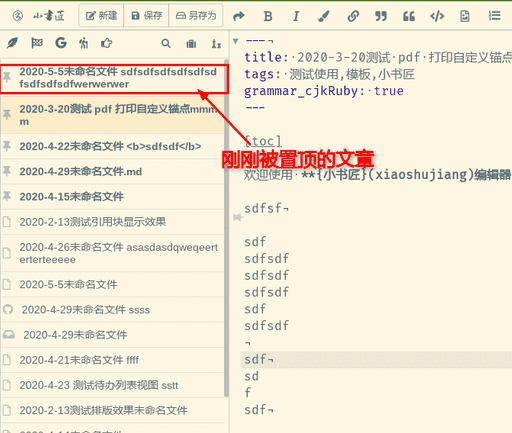 小书匠 新建 保存 另存为
2020-5-5未命名文件 sdfsdfsdfsdfsdfsd
fsdfsdfsdfwerwerwer
2020-3-20测试 pdf 打印自定义锚点mmm
m
2020-4-22未命名文件 <b>sdfsdf</b>
2020-4-29未命名文件.md
2020-4-15未命名文件
2020-2-13测试引用块显示效果
2020-4-26未命名文件 asasdasdqweqeert
erterteeeee
2020-5-5未命名文件
2020-4-29未命名文件 ssss
2020-4-29未命名文件
2020-4-21未命名文件 ffff
2020-4-23 测试待办列表视图 sstt
2020-2-13测试排版效果未命名文件
刚刚被置顶的文章
---¬
title: 2020-3-20测试 pdf 打印自定义锚点
tags: 测试使用,模板,小书匠
grammar_cjkRuby: true
---
[toc]
欢迎使用 **{小书匠}(xiaoshujiang)编辑器
sdfsf¬
sdf
sdfsdf
sdfsdf
sdfsdf
sdf
sdfsdf
¬
sdf¬
sd
f
sdf¬